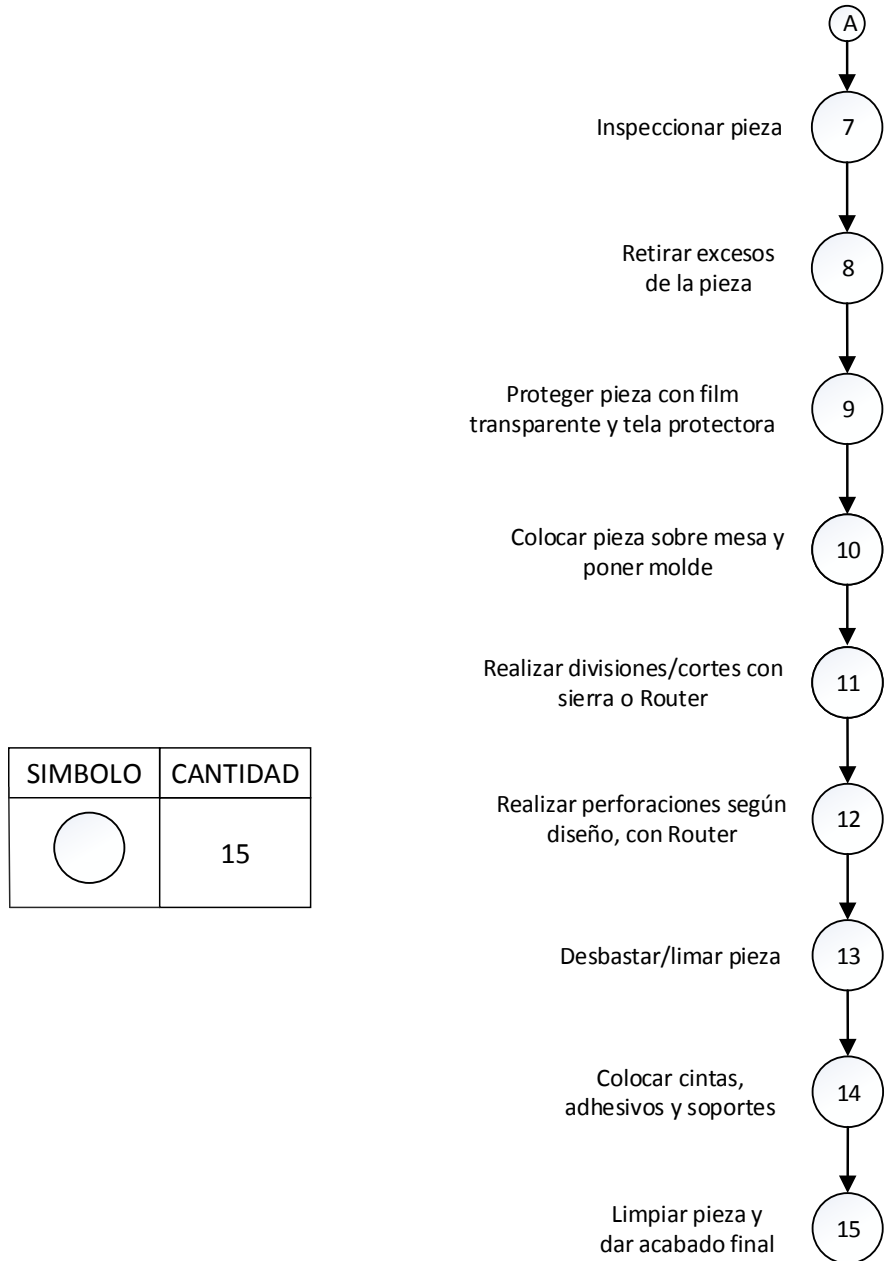 A
Inspeccionar pieza
7
Retirar excesos
de la pieza
8
Proteger pieza con film
transparente y tela protectora
9
Colocar pieza sobre mesa y
poner molde
10
Realizar divisiones/cortes con
sierra o Router
11
SIMBOLO CANTIDAD
15
Realizar perforaciones según
diseño, con Router
12
Desbastar/limar pieza
13
Colocar cintas,
adhesivos y soportes
14
Limpiar pieza y
dar acabado final
15